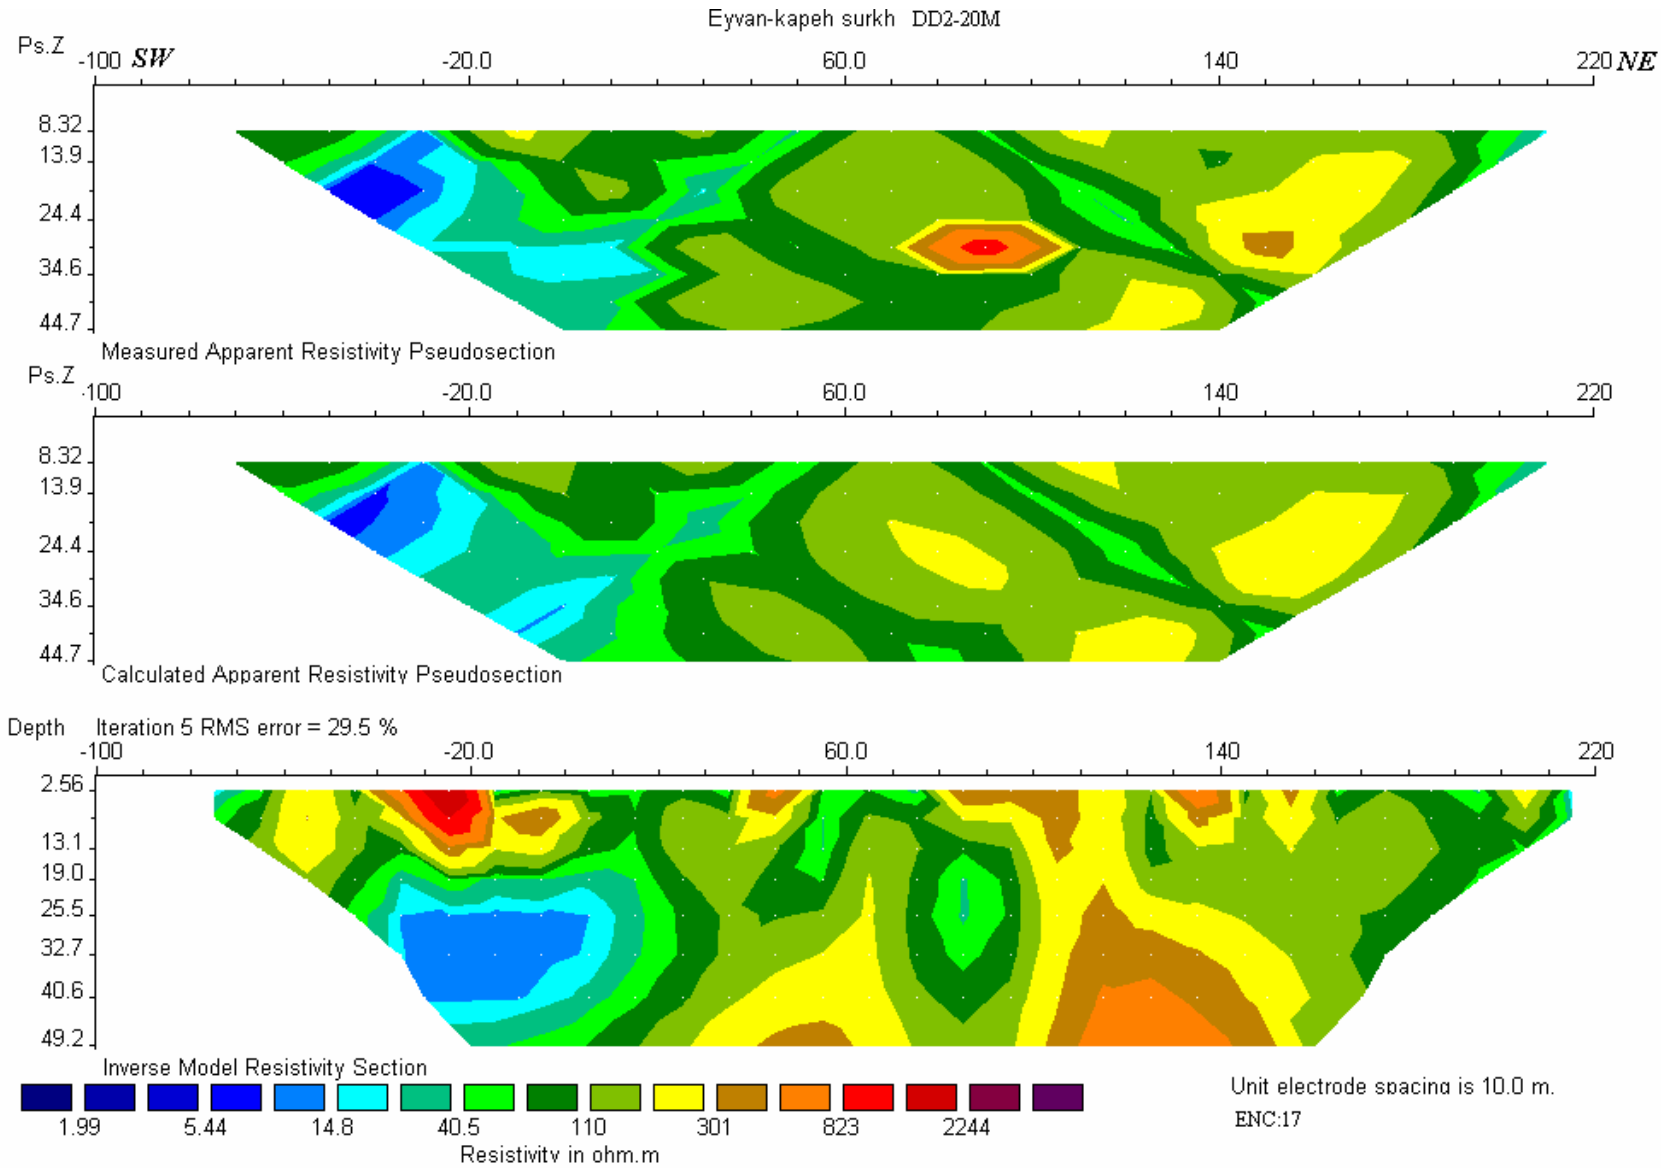 Eyvan-kapeh surkh DD2-20M
Ps.Z -100 SW -20.0 60.0 140 220 NE
8.32
13.9
24.4
34.6
44.7
Measured Apparent Resistivity Pseudosection
Ps.Z -100 -20.0 60.0 140 220
8.32
13.9
24.4
34.6
44.7
Calculated Apparent Resistivity Pseudosection
Depth Iteration 5 RMS error = 29.5 %
-100 -20.0 60.0 140 220
2.56
13.1
19.0
25.5
32.7
40.6
49.2
Inverse Model Resistivity Section
1.99 5.44 14.8 40.5 110 301 823 2244
Resistivity in ohm.m
Unit electrode spacing is 10.0 m.
ENC:17